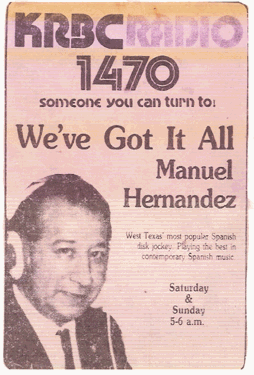 KRBC RADIO
1470
someone you can turn to!
We've Got It All
Manuel
Hernandez
West Texas' most popular Spanish
disk jockey. Playing the best in
contemporary Spanish music.
Saturday
&
Sunday
5-6 a.m.